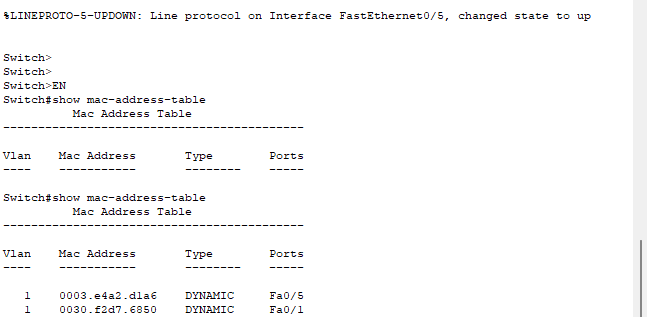 %LINEPROTO-5-UPDOWN: Line protocol on Interface FastEthernet0/5, changed state to up
Switch>
Switch>
Switch>EN
Switch#show mac-address-table
Mac Address Table
-------------------------------------------
Vlan    Mac Address       Type        Ports
----    -----------       --------    -----
Switch#show mac-address-table
Mac Address Table
-------------------------------------------
Vlan    Mac Address       Type        Ports
----    -----------       --------    -----
1    0003.e4a2.d1a6    DYNAMIC     Fa0/5
1    0030.f2d7.6850    DYNAMIC     Fa0/1